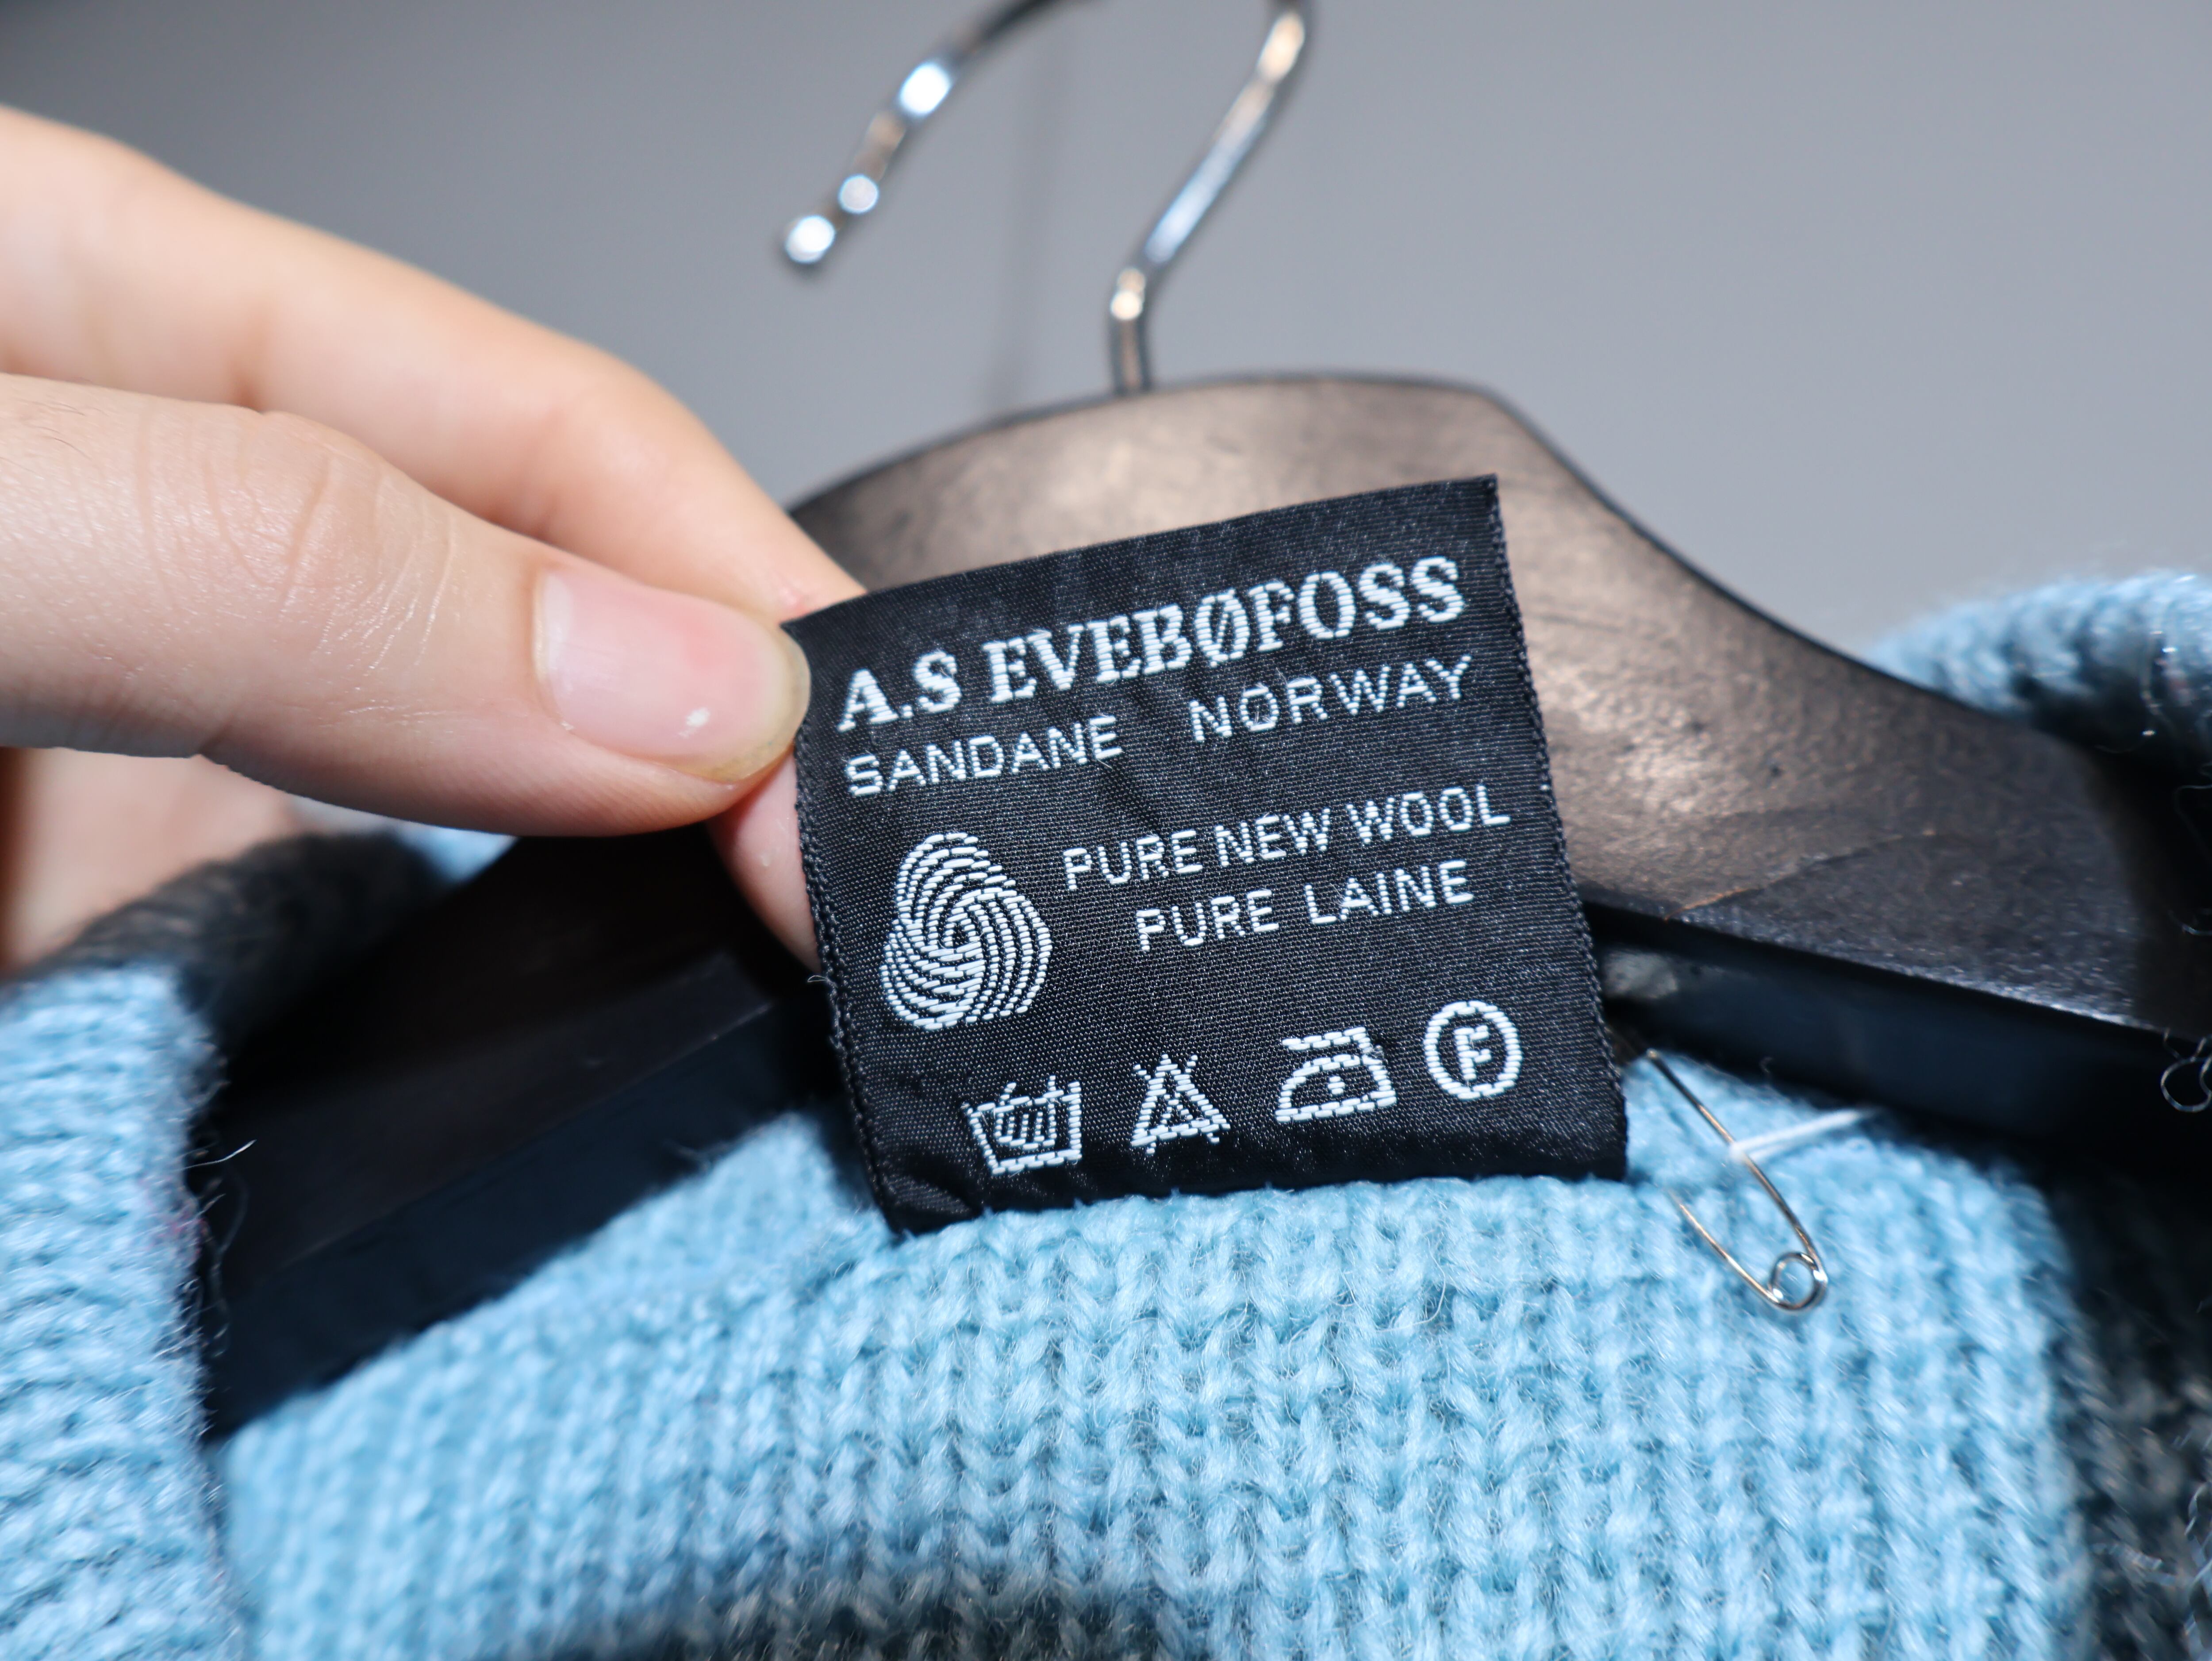 A.S EVEBØFOSS
SANDANE NORWAY
PURE NEW WOOL
PURE LAINE
F